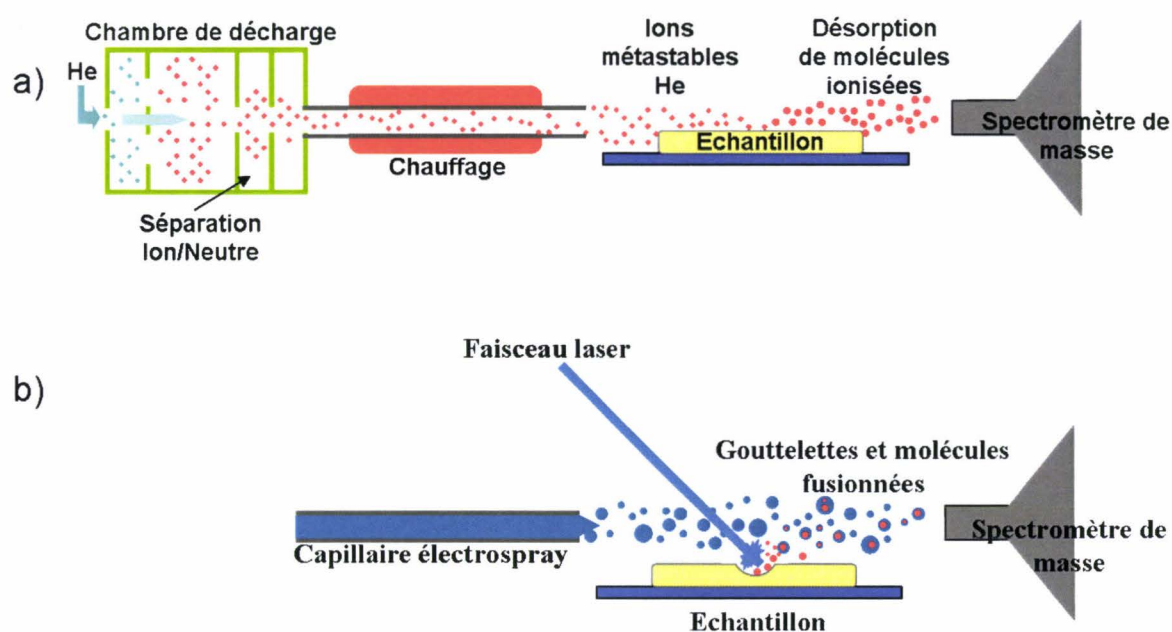 a)
Chambre de décharge
He
Séparation
Ion/Neutre
Chauffage
Ions
métastables
He
Désorption
de molécules
ionisées
Echantillon
Spectromètre de
masse
b)
Faisceau laser
Gouttelettes et molécules
fusionnées
Capillaire électrospray
Spectromètre de
masse
Echantillon